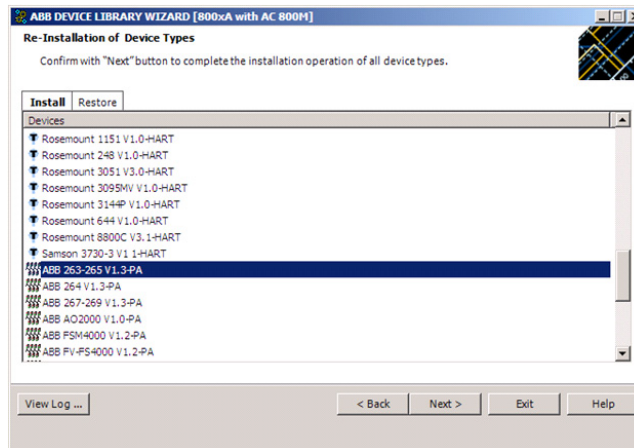 ABB DEVICE LIBRARY WIZARD [800xA with AC 800M]
Re-Installation of Device Types
Confirm with "Next" button to complete the installation operation of all device types.
Install Restore
Devices
Rosemount 1151 V1.0-HART
Rosemount 248 V1.0-HART
Rosemount 3051 V3.0-HART
Rosemount 3095MV V1.0-HART
Rosemount 3144P V1.0-HART
Rosemount 644 V1.0-HART
Rosemount 8800C V3.1-HART
Samson 3730-3 V1 1-HART
ABB 263-265 V1.3-PA
ABB 264 V1.3-PA
ABB 267-269 V1.3-PA
ABB AO2000 V1.0-PA
ABB FSM4000 V1.2-PA
ABB FV-FS4000 V1.2-PA
View Log ... < Back Next > Exit Help